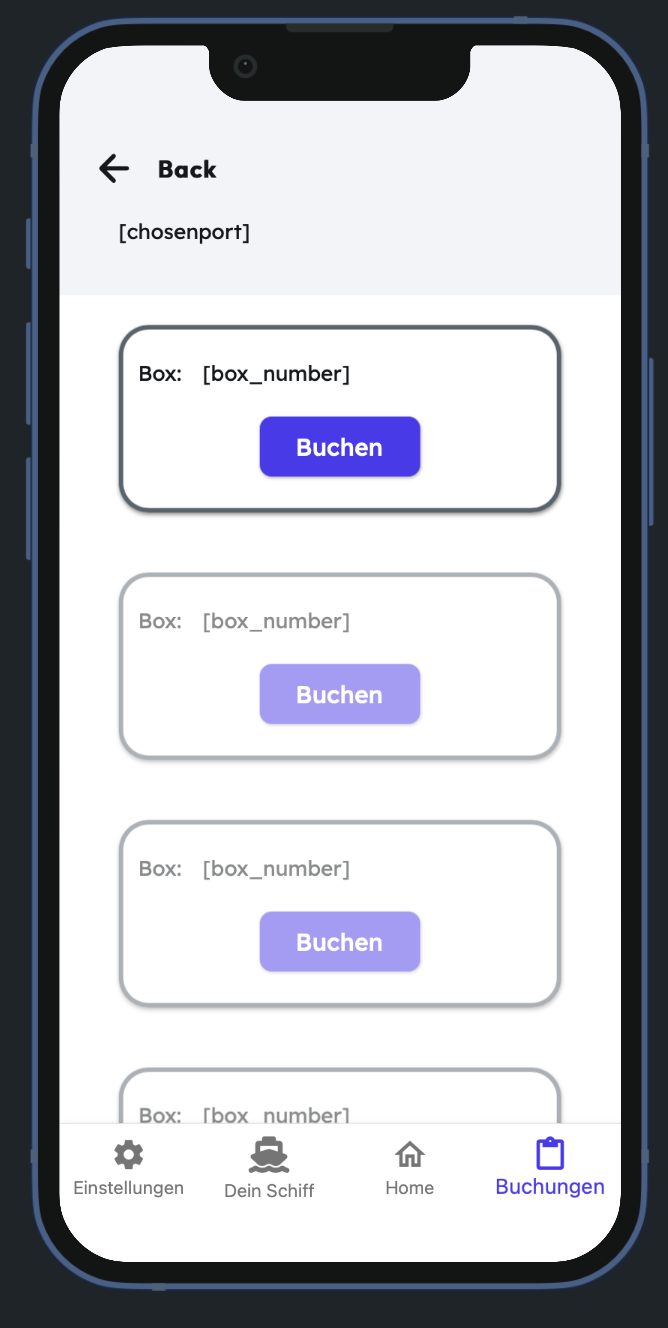 Back
[chosenport]
Box: [box_number]
Buchen
Box: [box_number]
Buchen
Box: [box_number]
Buchen
Box: [box_number]
Einstellungen
Dein Schiff
Home
Buchungen